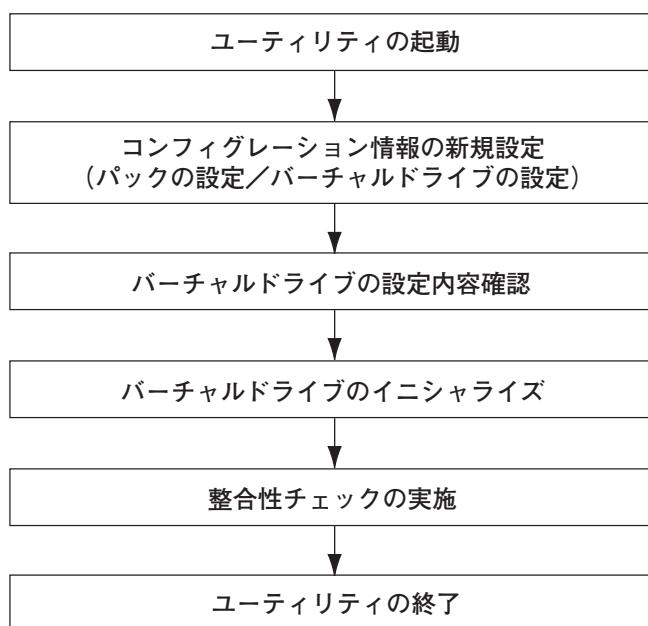 ユーティリティの起動
コンフィグレーション情報の新規設定
（パックの設定／バーチャルドライブの設定）
バーチャルドライブの設定内容確認
バーチャルドライブのイニシャライズ
整合性チェックの実施
ユーティリティの終了